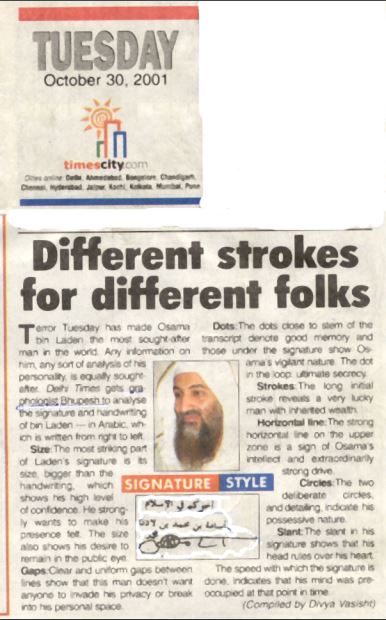 TUESDAY
October 30, 2001
timescity.com
Cities online: Delhi, Ahmedabad, Bangalore, Chandigarh,
Chennai, Hyderabad, Jaipur, Kochi, Kolkata, Mumbai, Pune
Different strokes
for different folks
Terror Tuesday has made Osama
bin Laden the most sought-after
man in the world. Any information on
him, any sort of analysis of his
personality, is equally sought-
after. Delhi Times gets gra-
phologist Bhupesh to analyse
the signature and handwriting
of bin Laden — in Arabic, wh-
ich is written from right to left.
Size: The most striking part
of Laden's signature is its
size, bigger than the
handwriting, which
shows his high level
of confidence. He strong-
ly wants to make his
presence felt. The size
also shows his desire to
remain in the public eye.
Gaps: Clear and uniform gaps between
lines show that this man doesn't want
anyone to invade his privacy or break
into his personal space.
SIGNATURE STYLE
Dots: The dots close to stem of the
transcript denote good memory and
those under the signature show Os-
ama's vigilant nature. The dot
in the loop: ultimate secrecy.
Strokes: The long initial
stroke reveals a very lucky
man with inherited wealth.
Horizontal line: The strong
horizontal line on the upper
zone is a sign of Osama's
intellect and extraordinarily
strong drive.
Circles: The two
deliberate circles,
and detailing, indicate his
possessive nature.
Slant: The slant in his
signature shows that his
head rules over his heart.
The speed with which the signature is
done, indicates that his mind was pre-
occupied at that point in time.
(Compiled by Divya Vasisht)